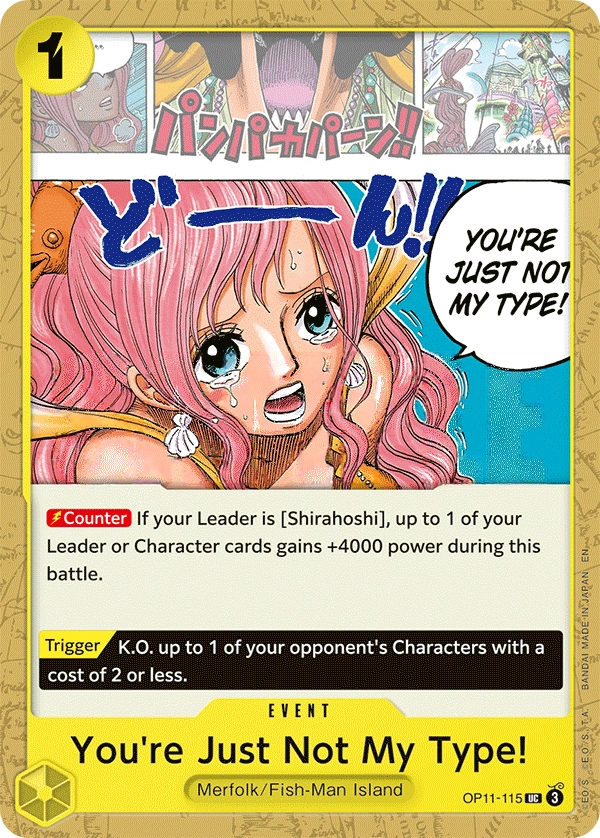 1
パンパカパーン!!
どーん!!
YOU'RE
JUST NOT
MY TYPE!
Counter If your Leader is [Shirahoshi], up to 1 of your
Leader or Character cards gains +4000 power during this
battle.
Trigger K.O. up to 1 of your opponent's Characters with a
cost of 2 or less.
EVENT
You're Just Not My Type!
Merfolk/Fish-Man Island
OP11-115 UC 3
©E.O./S. ©E.O./S.,T.A. BANDAI MADE IN JAPAN EN